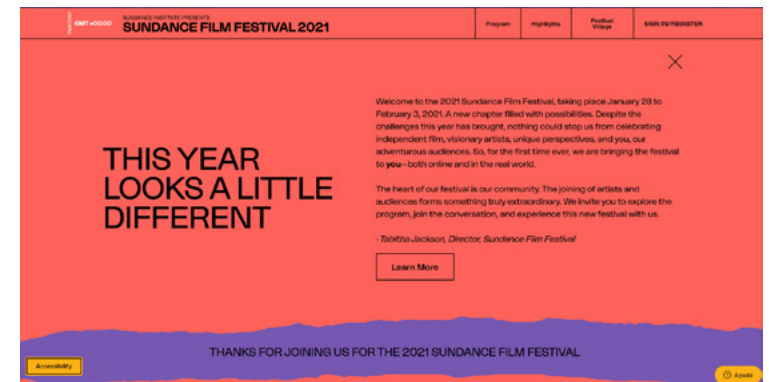 GMT +00:00
SUNDANCE INSTITUTE PRESENTS
SUNDANCE FILM FESTIVAL 2021
Program
Highlights
Festival
Village
SIGN IN/REGISTER
THIS YEAR
LOOKS A LITTLE
DIFFERENT
Welcome to the 2021 Sundance Film Festival, taking place January 28 to
February 3, 2021. A new chapter filled with possibilities. Despite the
challenges this year has brought, nothing could stop us from celebrating
independent film, visionary artists, unique perspectives, and you, our
adventurous audiences. So, for the first time ever, we are bringing the festival
to you—both online and in the real world.
The heart of our festival is our community. The joining of artists and
audiences forms something truly extraordinary. We invite you to explore the
program, join the conversation, and experience this new festival with us.
- Tabitha Jackson, Director, Sundance Film Festival
Learn More
THANKS FOR JOINING US FOR THE 2021 SUNDANCE FILM FESTIVAL
Accessibility
Ayuda